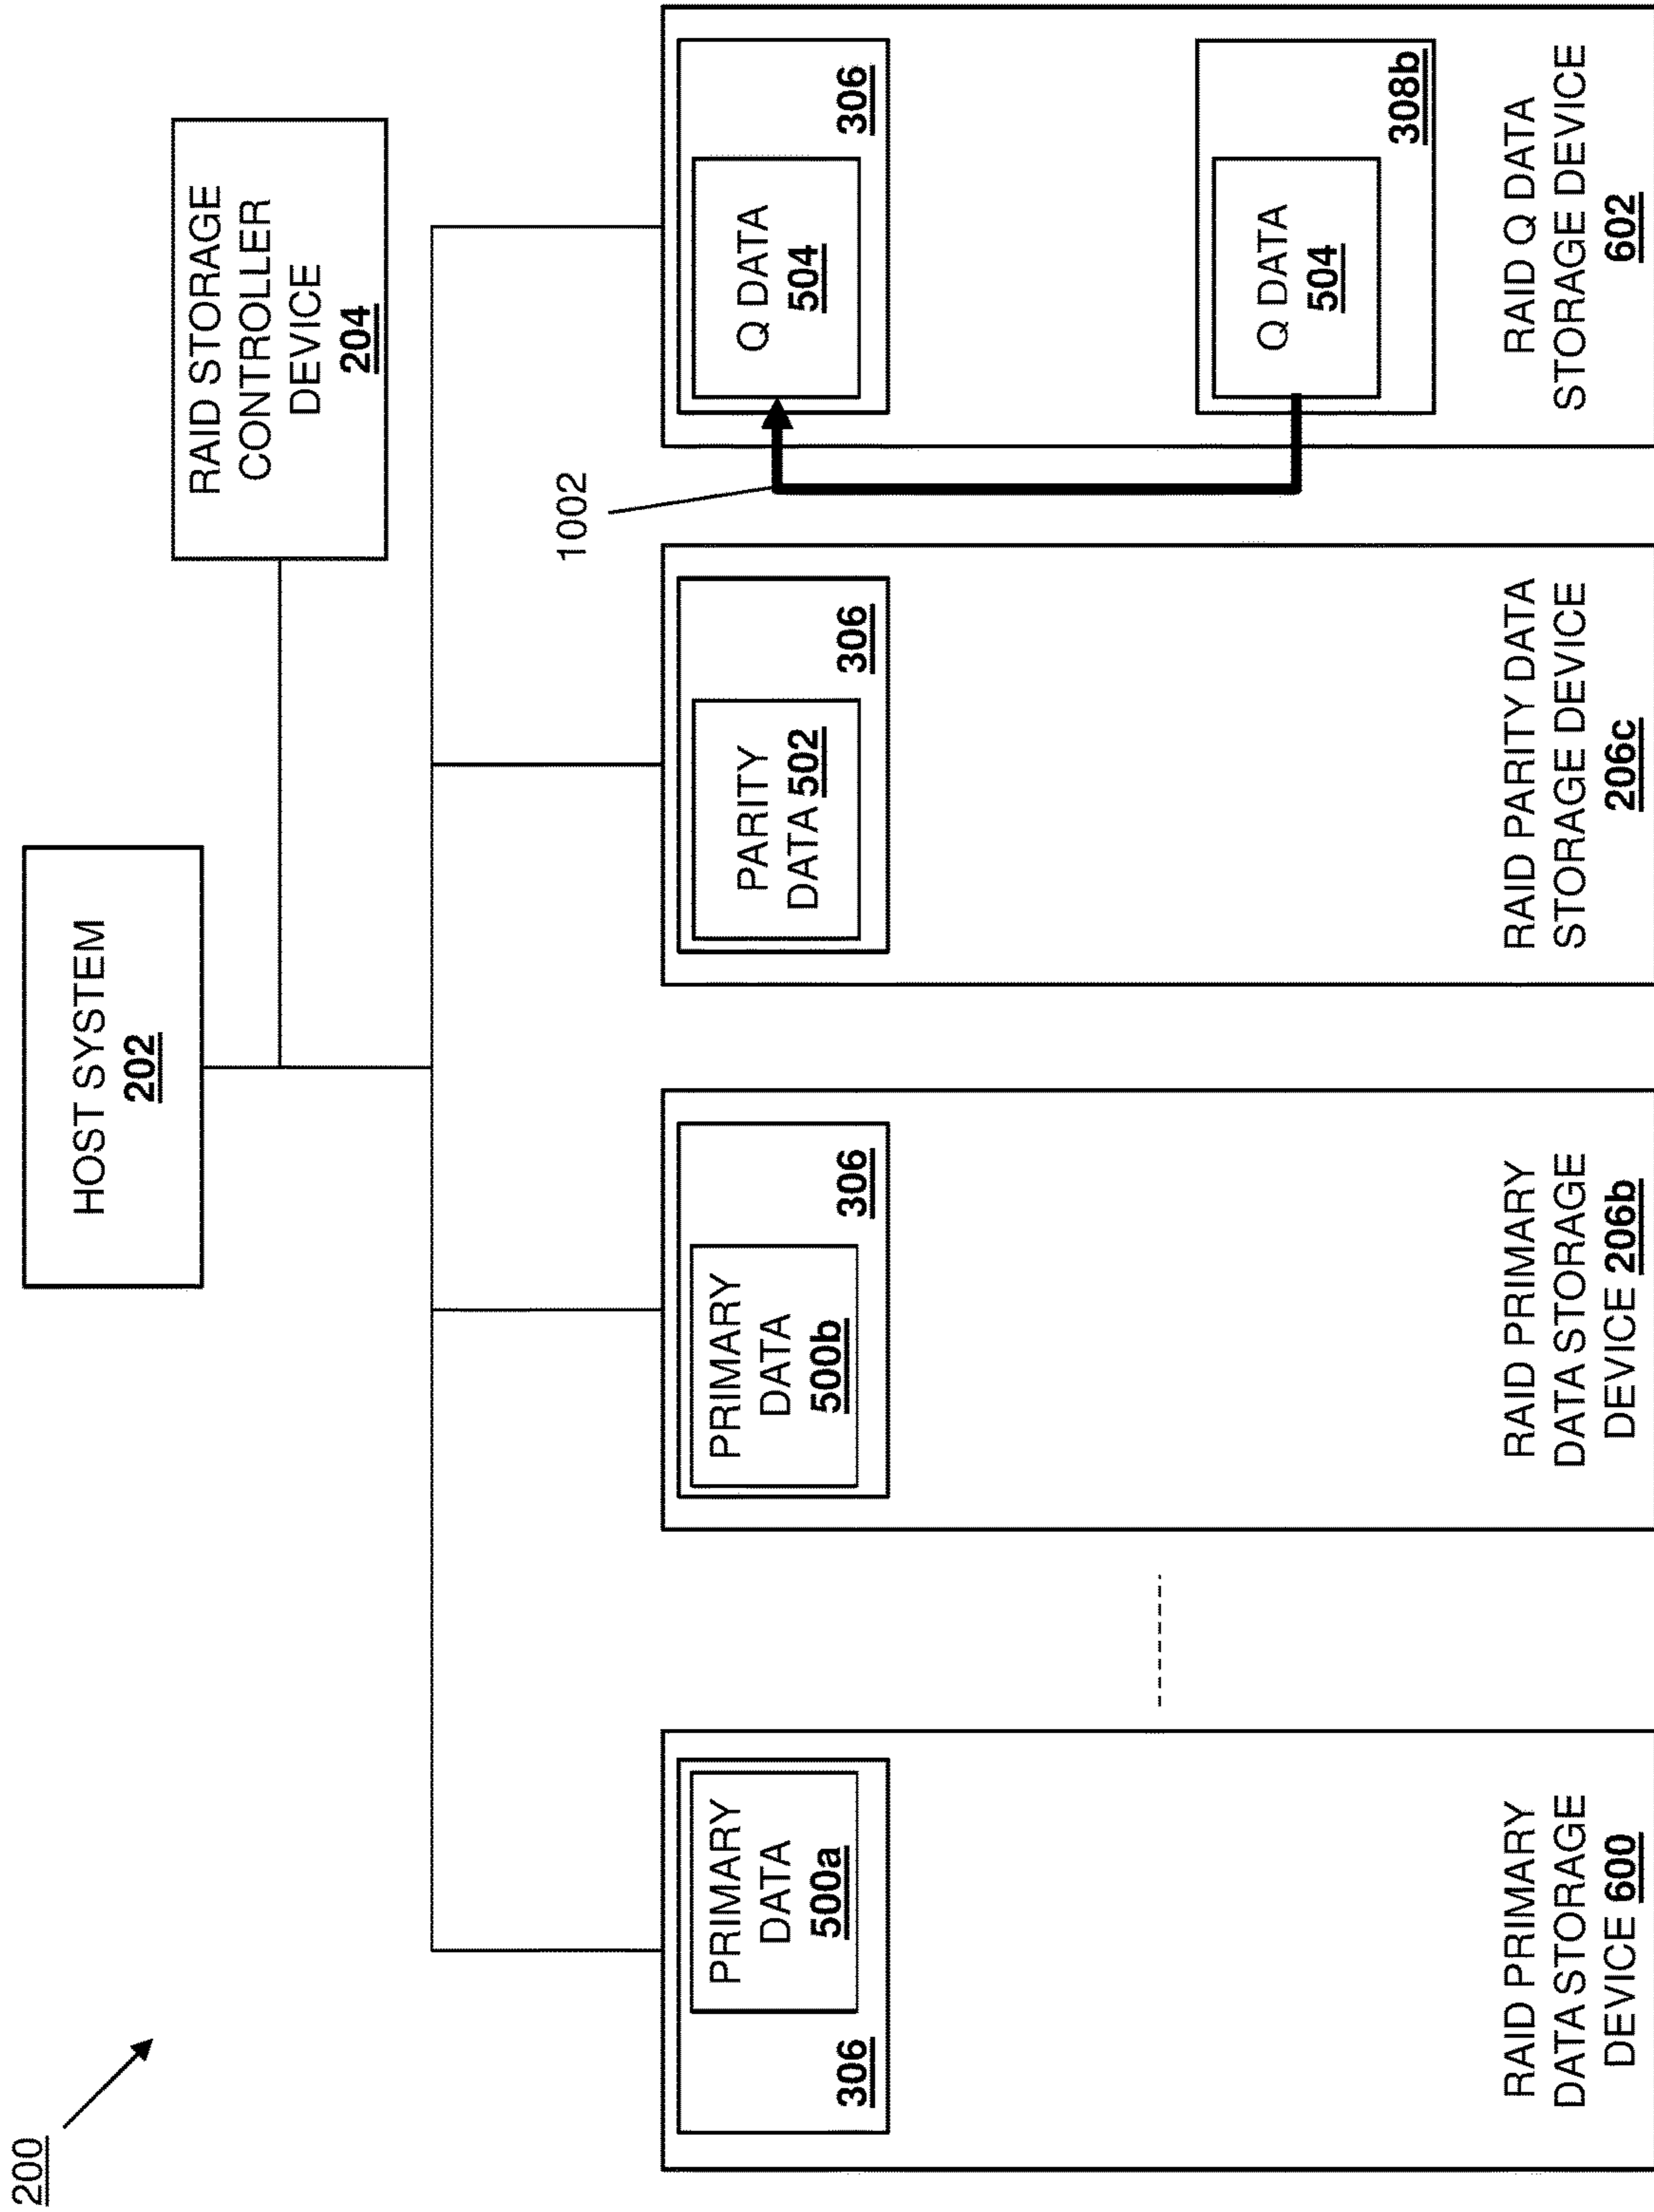 200
HOST SYSTEM
202
RAID STORAGE
CONTROLLER
DEVICE
204
PRIMARY
DATA
500a
306
RAID PRIMARY
DATA STORAGE
DEVICE 600
PRIMARY
DATA
500b
306
RAID PRIMARY
DATA STORAGE
DEVICE 206b
PARITY
DATA 502
306
RAID PARITY DATA
STORAGE DEVICE
206c
1002
Q DATA
504
306
Q DATA
504
308b
RAID Q DATA
STORAGE DEVICE
602